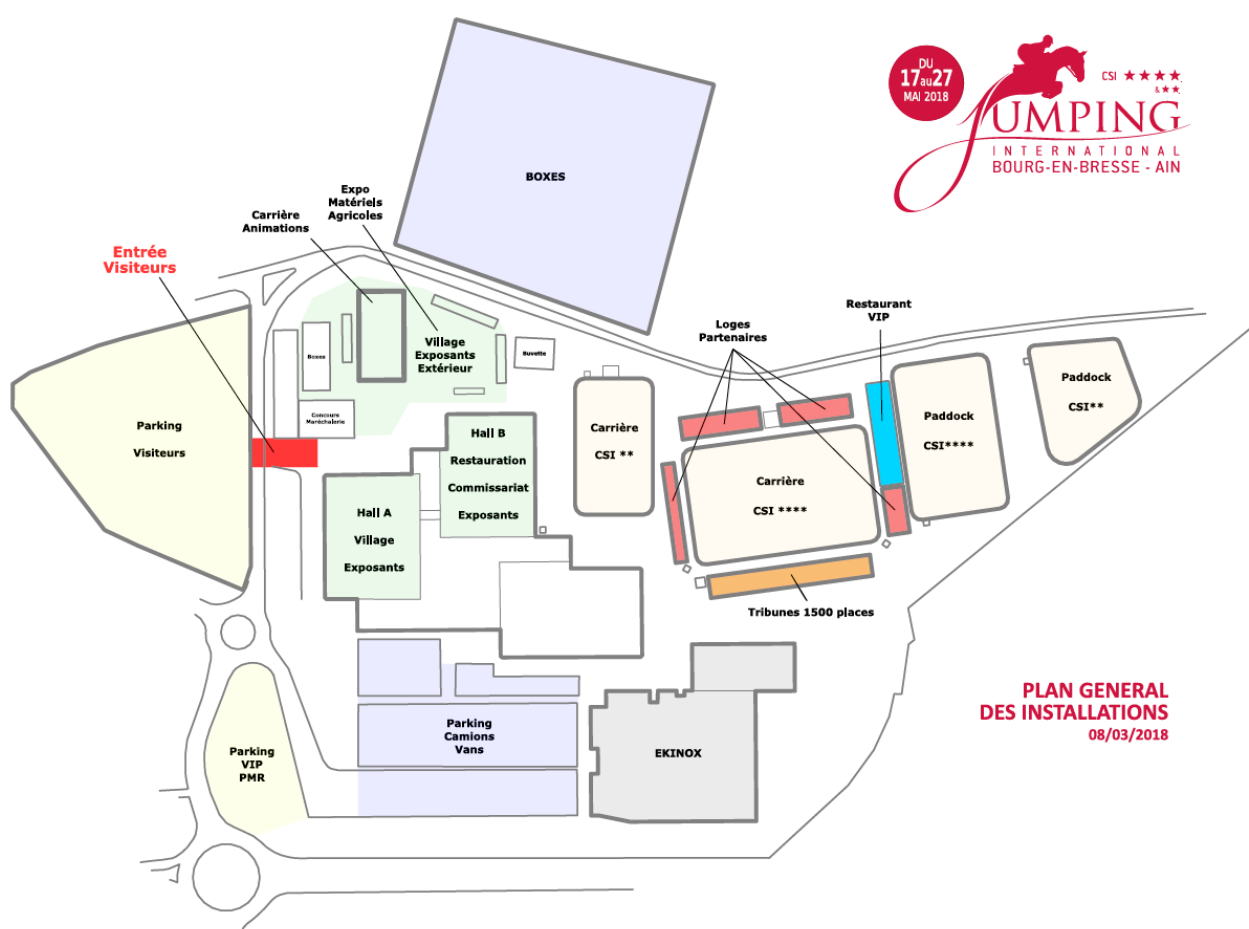 DU
17 au 27
MAI 2018
CSI ★★★★
& ★★
JUMPING
INTERNATIONAL
BOURG-EN-BRESSE - AIN
BOXES
Expo
Matériels
Agricoles
Carrière
Animations
Entrée
Visiteurs
Restaurant
VIP
Loges
Partenaires
Boxes
Village
Exposants
Extérieur
Buvette
Paddock
CSI**
Paddock
CSI****
Concours
Maréchalerie
Parking
Visiteurs
Carrière
CSI **
Hall B
Restauration
Commissariat
Exposants
Carrière
CSI ****
Hall A
Village
Exposants
Tribunes 1500 places
PLAN GENERAL
DES INSTALLATIONS
08/03/2018
Parking
Camions
Vans
EKINOX
Parking
VIP
PMR